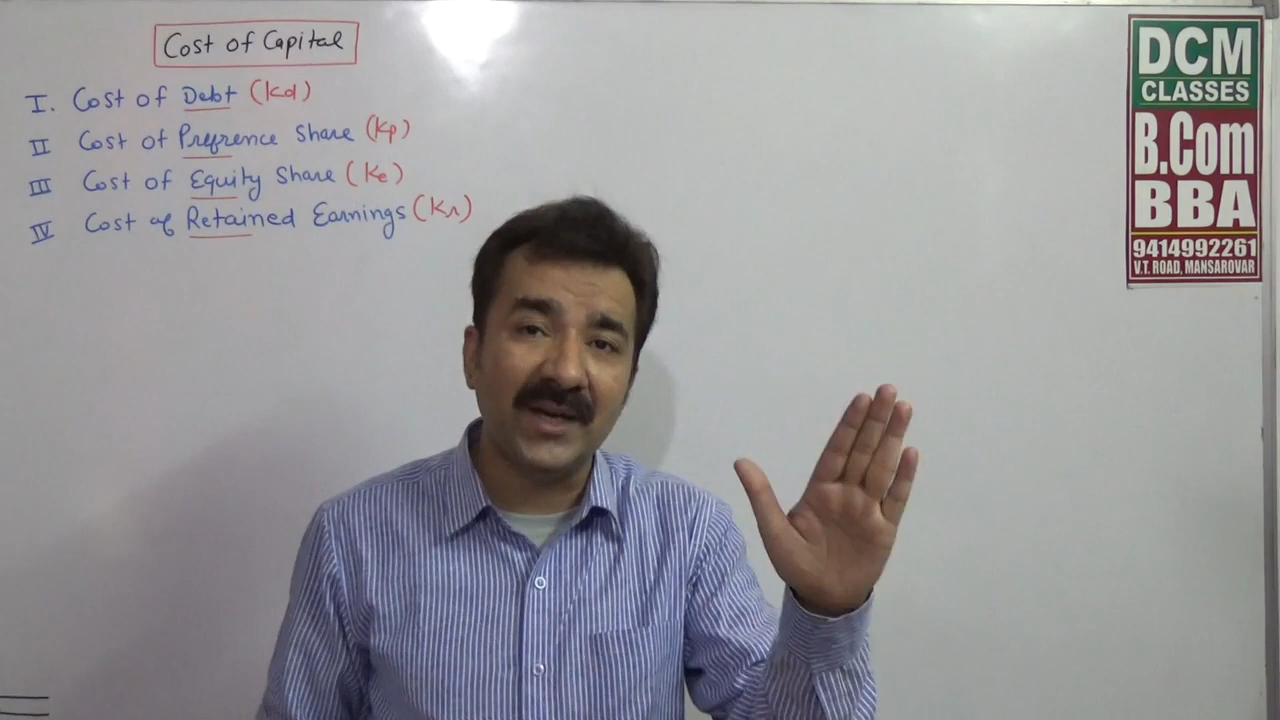 Cost of Capital
I. Cost of Debt (Kd)
II Cost of Prefrence Share (Kp)
III Cost of Equity Share (Ke)
IV Cost of Retained Earnings (Kr)
DCM
CLASSES
B.Com
BBA
9414992261
V.T. ROAD, MANSAROVAR